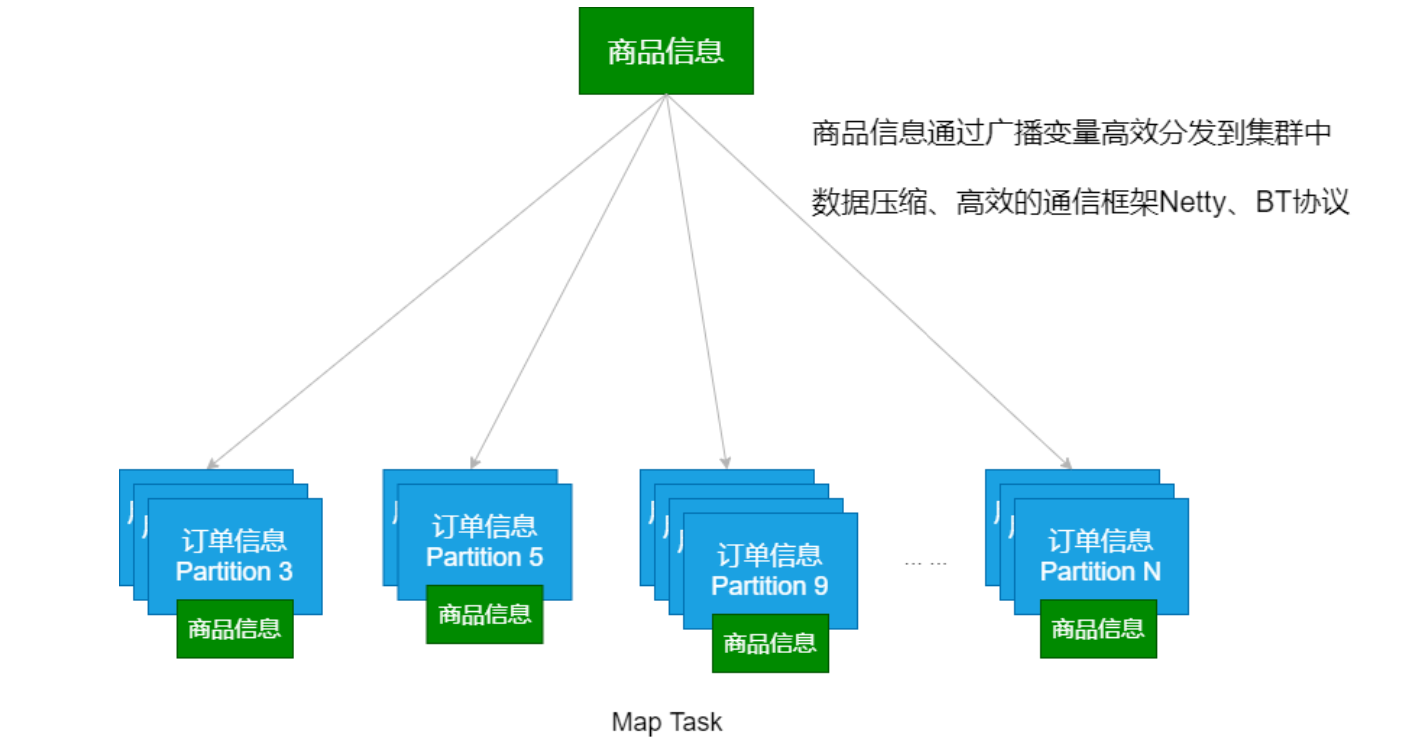 商品信息
商品信息通过广播变量高效分发到集群中
数据压缩、高效的通信框架Netty、BT协议
订单信息
Partition 3
商品信息
订单信息
Partition 5
商品信息
订单信息
Partition 9
商品信息
... ...
订单信息
Partition N
商品信息
Map Task